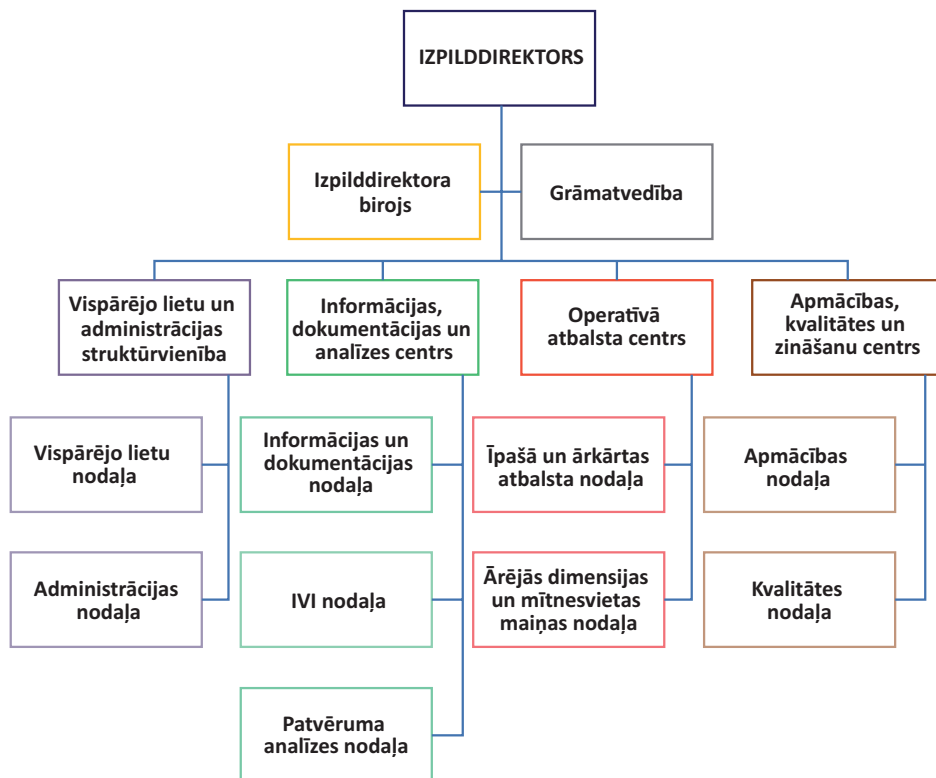 IZPILDDIREKTORS
Izpilddirektora
birojs
Grāmatvedība
Vispārējo lietu un
administrācijas
struktūrvienība
Informācijas,
dokumentācijas un
analīzes centrs
Operatīvā
atbalsta centrs
Apmācības,
kvalitātes un
zināšanu centrs
Vispārējo lietu
nodaļa
Informācijas un
dokumentācijas
nodaļa
Īpašā un ārkārtas
atbalsta nodaļa
Apmācības
nodaļa
Administrācijas
nodaļa
IVI nodaļa
Ārējās dimensijas
un mītnesvietas
maiņas nodaļa
Kvalitātes
nodaļa
Patvēruma
analīzes nodaļa